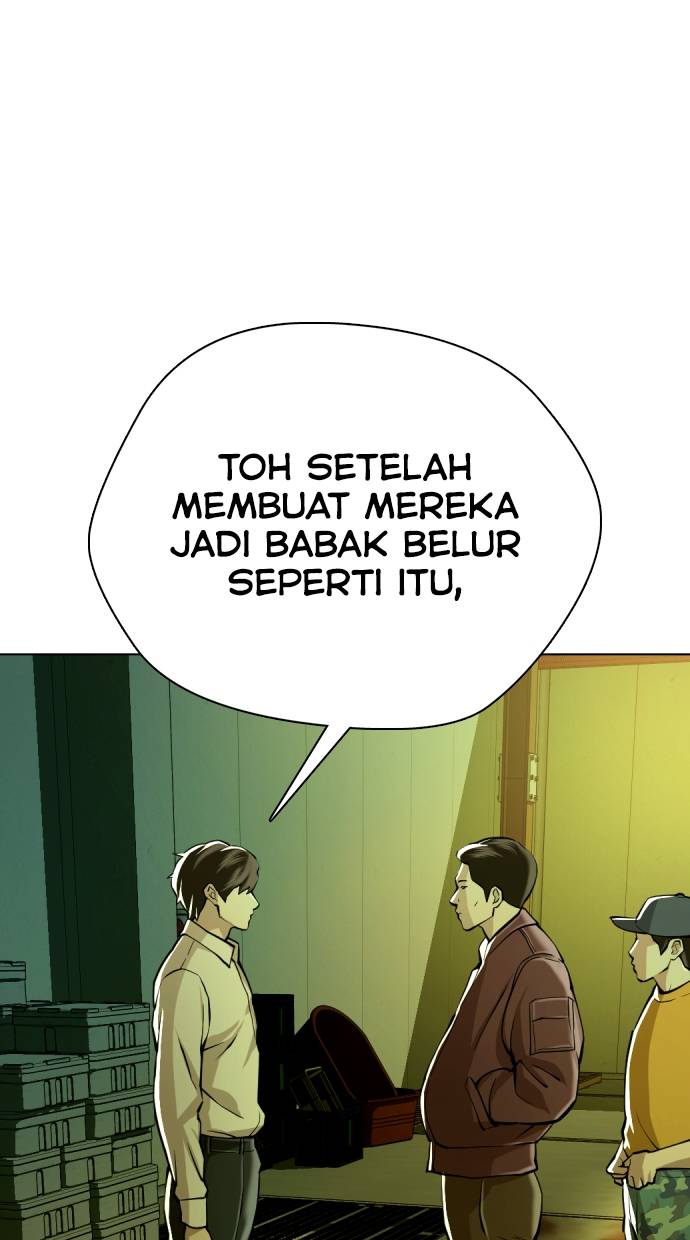 TOH SETELAH
MEMBUAT MEREKA
JADI BABAK BELUR
SEPERTI ITU,